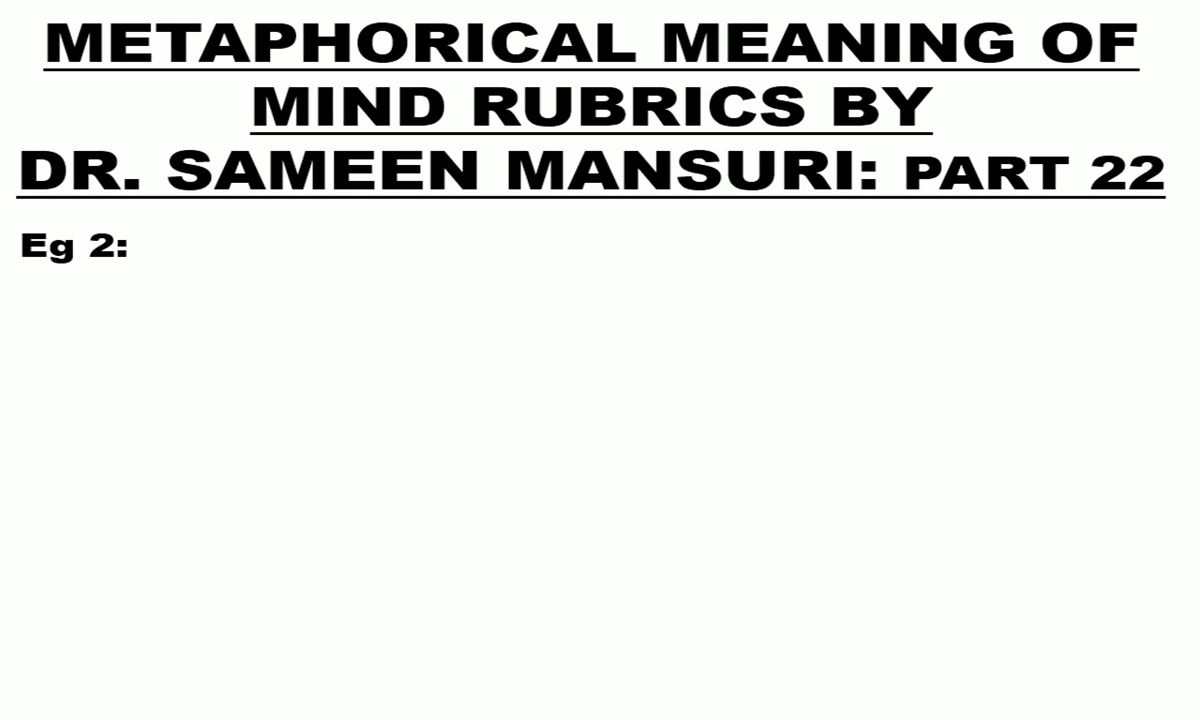 METAPHORICAL MEANING OF
MIND RUBRICS BY
DR. SAMEEN MANSURI: PART 22
Eg 2: